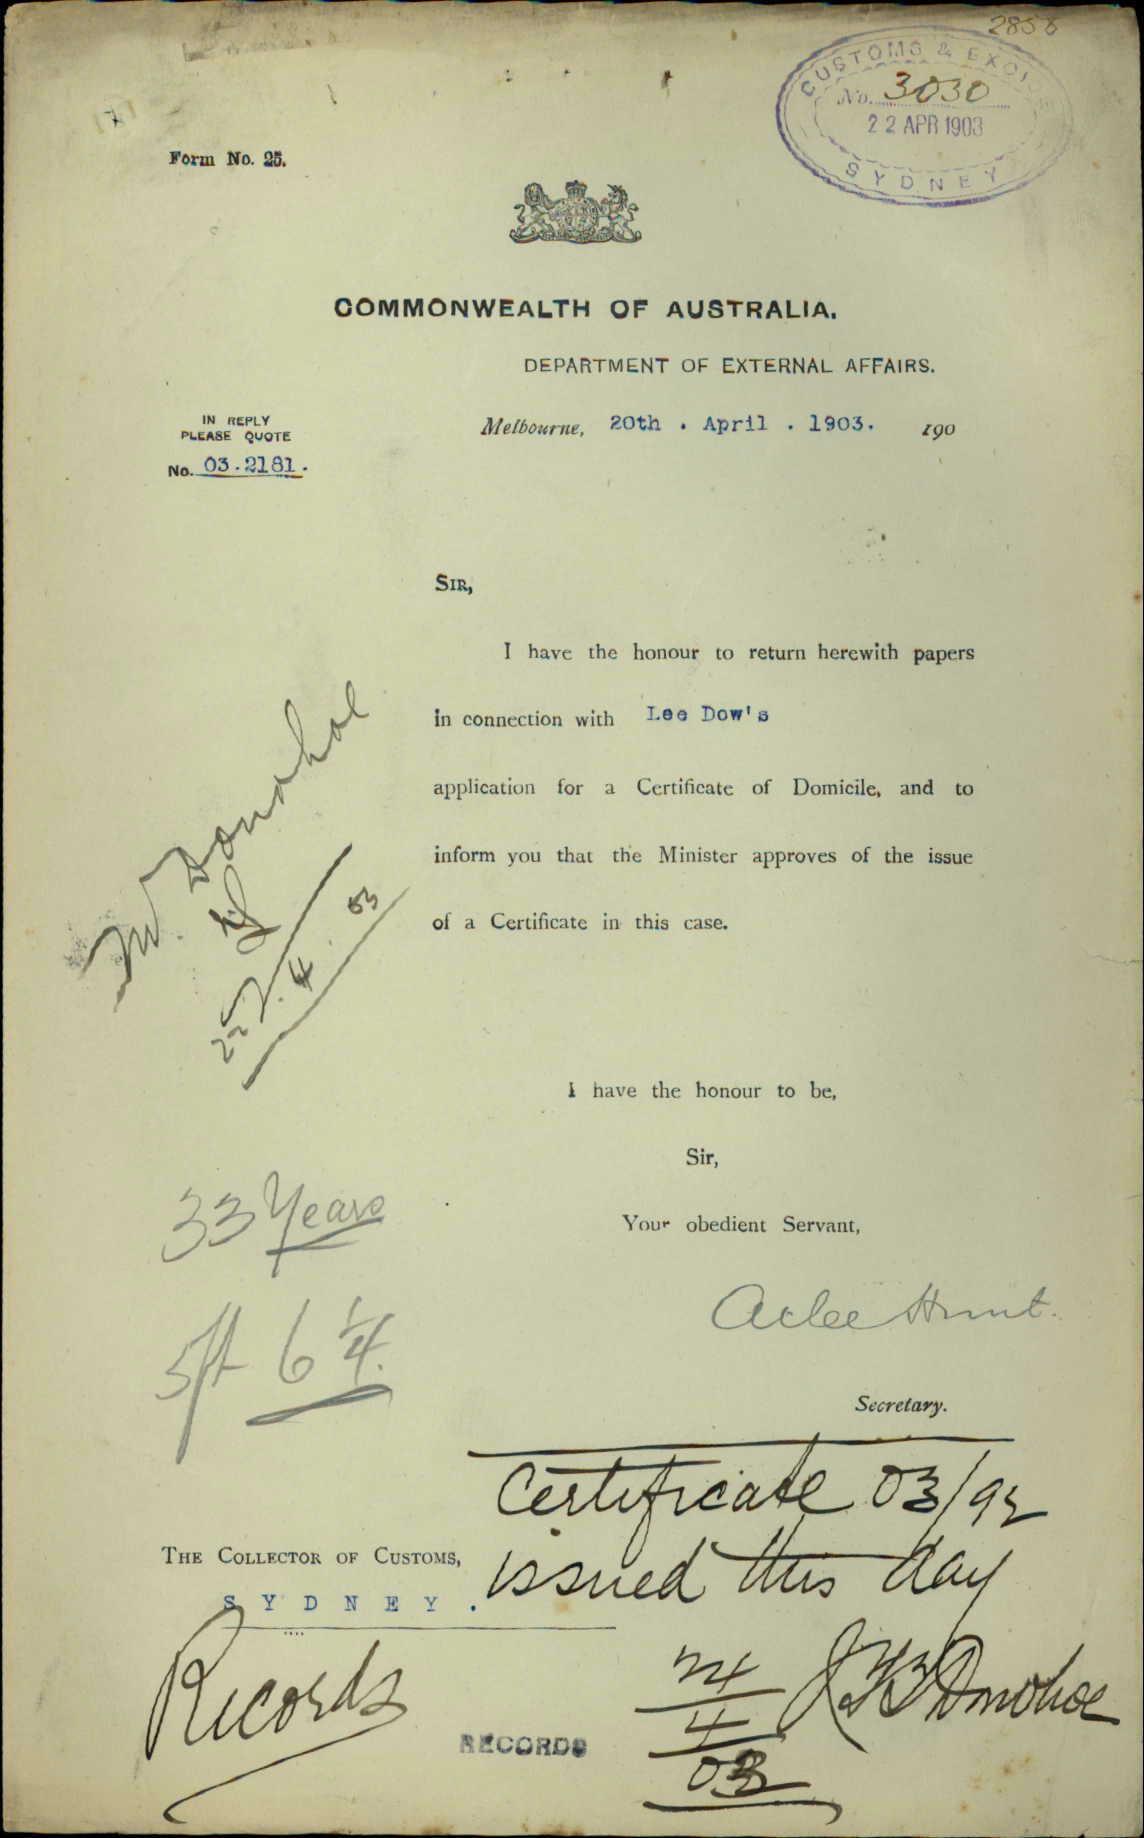 CUSTOMS & EXCISE
No. 3030
22 APR 1903
SYDNEY
Form No. 25.
COMMONWEALTH OF AUSTRALIA.
DEPARTMENT OF EXTERNAL AFFAIRS.
IN REPLY
PLEASE QUOTE
No. 03.2181.
Melbourne, 20th . April . 1903. 190
SIR,
I have the honour to return herewith papers
in connection with Lee Dow's
application for a Certificate of Domicile, and to
inform you that the Minister approves of the issue
of a Certificate in this case.
Mr. Donohoe
22.4.03
I have the honour to be,
Sir,
Your obedient Servant,
33 Years
5ft 6 1/4.
Atlee Hunt.
Secretary.
Certificate 03/92
issued this day
THE COLLECTOR OF CUSTOMS,
SYDNEY.
24/4/03
Donohoe
Records
RECORDS